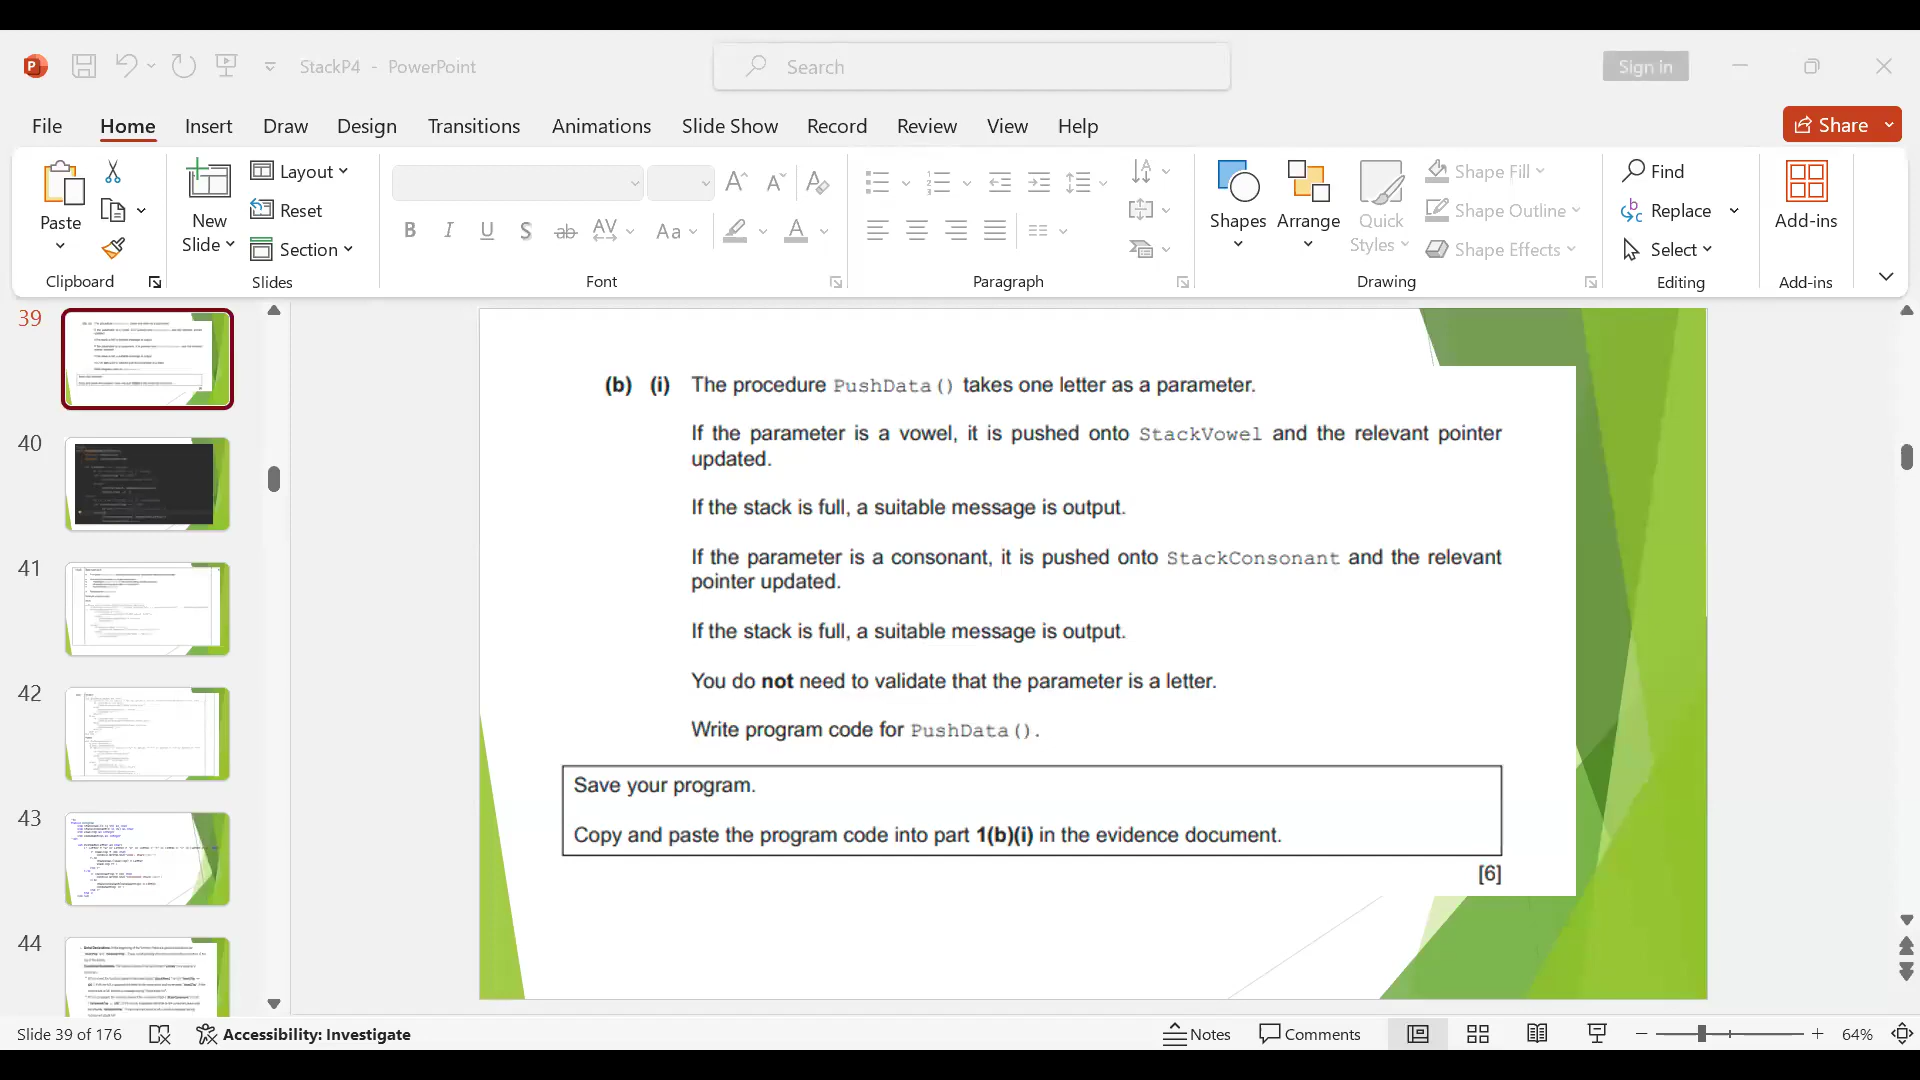 StackP4 - PowerPoint
Search
Sign in
File Home Insert Draw Design Transitions Animations Slide Show Record Review View Help
Share
Paste
Clipboard
New Slide
Layout
Reset
Section
Slides
Font
Paragraph
Shapes
Arrange
Quick Styles
Shape Fill
Shape Outline
Shape Effects
Drawing
Find
Replace
Select
Editing
Add-ins
Add-ins
39
40
41
42
43
44
(b) (i) The procedure PushData() takes one letter as a parameter.
If the parameter is a vowel, it is pushed onto StackVowel and the relevant pointer
updated.
If the stack is full, a suitable message is output.
If the parameter is a consonant, it is pushed onto StackConsonant and the relevant
pointer updated.
If the stack is full, a suitable message is output.
You do not need to validate that the parameter is a letter.
Write program code for PushData().
Save your program.
Copy and paste the program code into part 1(b)(i) in the evidence document.
[6]
Slide 39 of 176
Accessibility: Investigate
Notes
Comments
64%